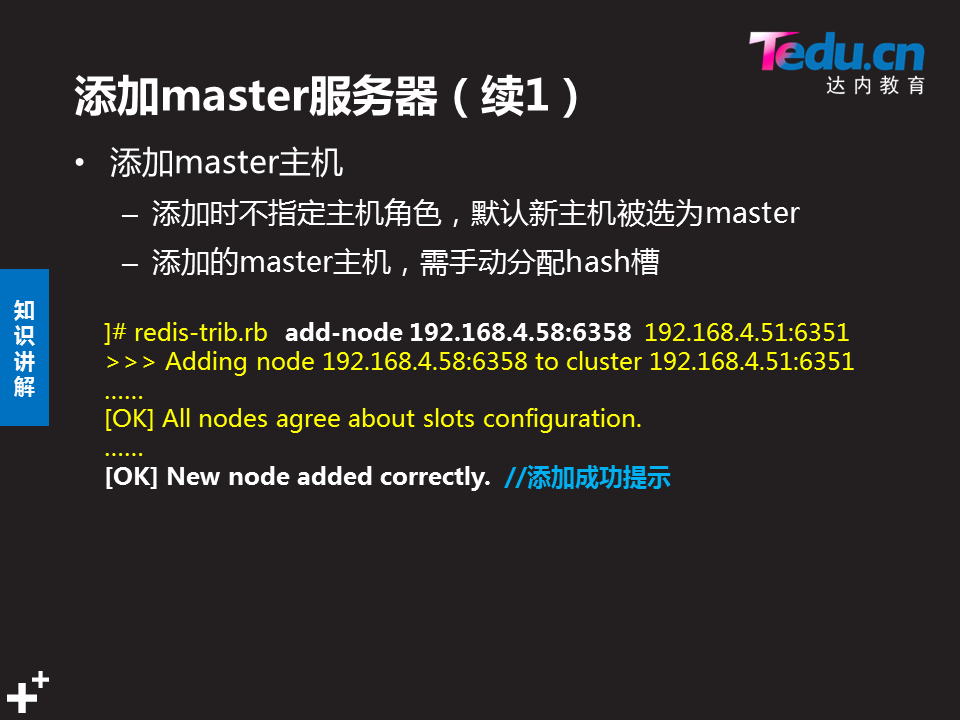 Tedu.cn
达内教育
添加master服务器（续1）
• 添加master主机
– 添加时不指定主机角色，默认新主机被选为master
– 添加的master主机，需手动分配hash槽
知识讲解
]# redis-trib.rb add-node 192.168.4.58:6358 192.168.4.51:6351
>>> Adding node 192.168.4.58:6358 to cluster 192.168.4.51:6351
……
[OK] All nodes agree about slots configuration.
……
[OK] New node added correctly. //添加成功提示